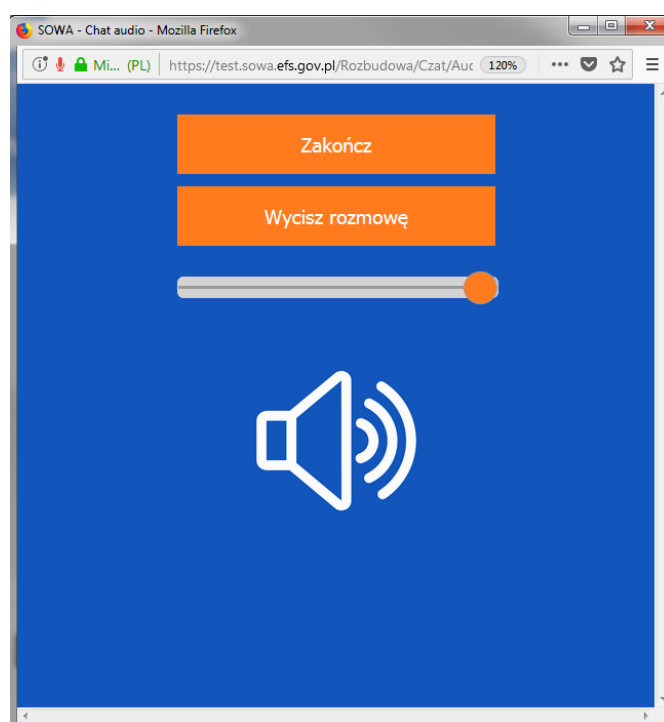 SOWA - Chat audio - Mozilla Firefox
Mi... (PL) https://test.sowa.efs.gov.pl/Rozbudowa/Czat/Auc 120%
Zakończ
Wycisz rozmowę